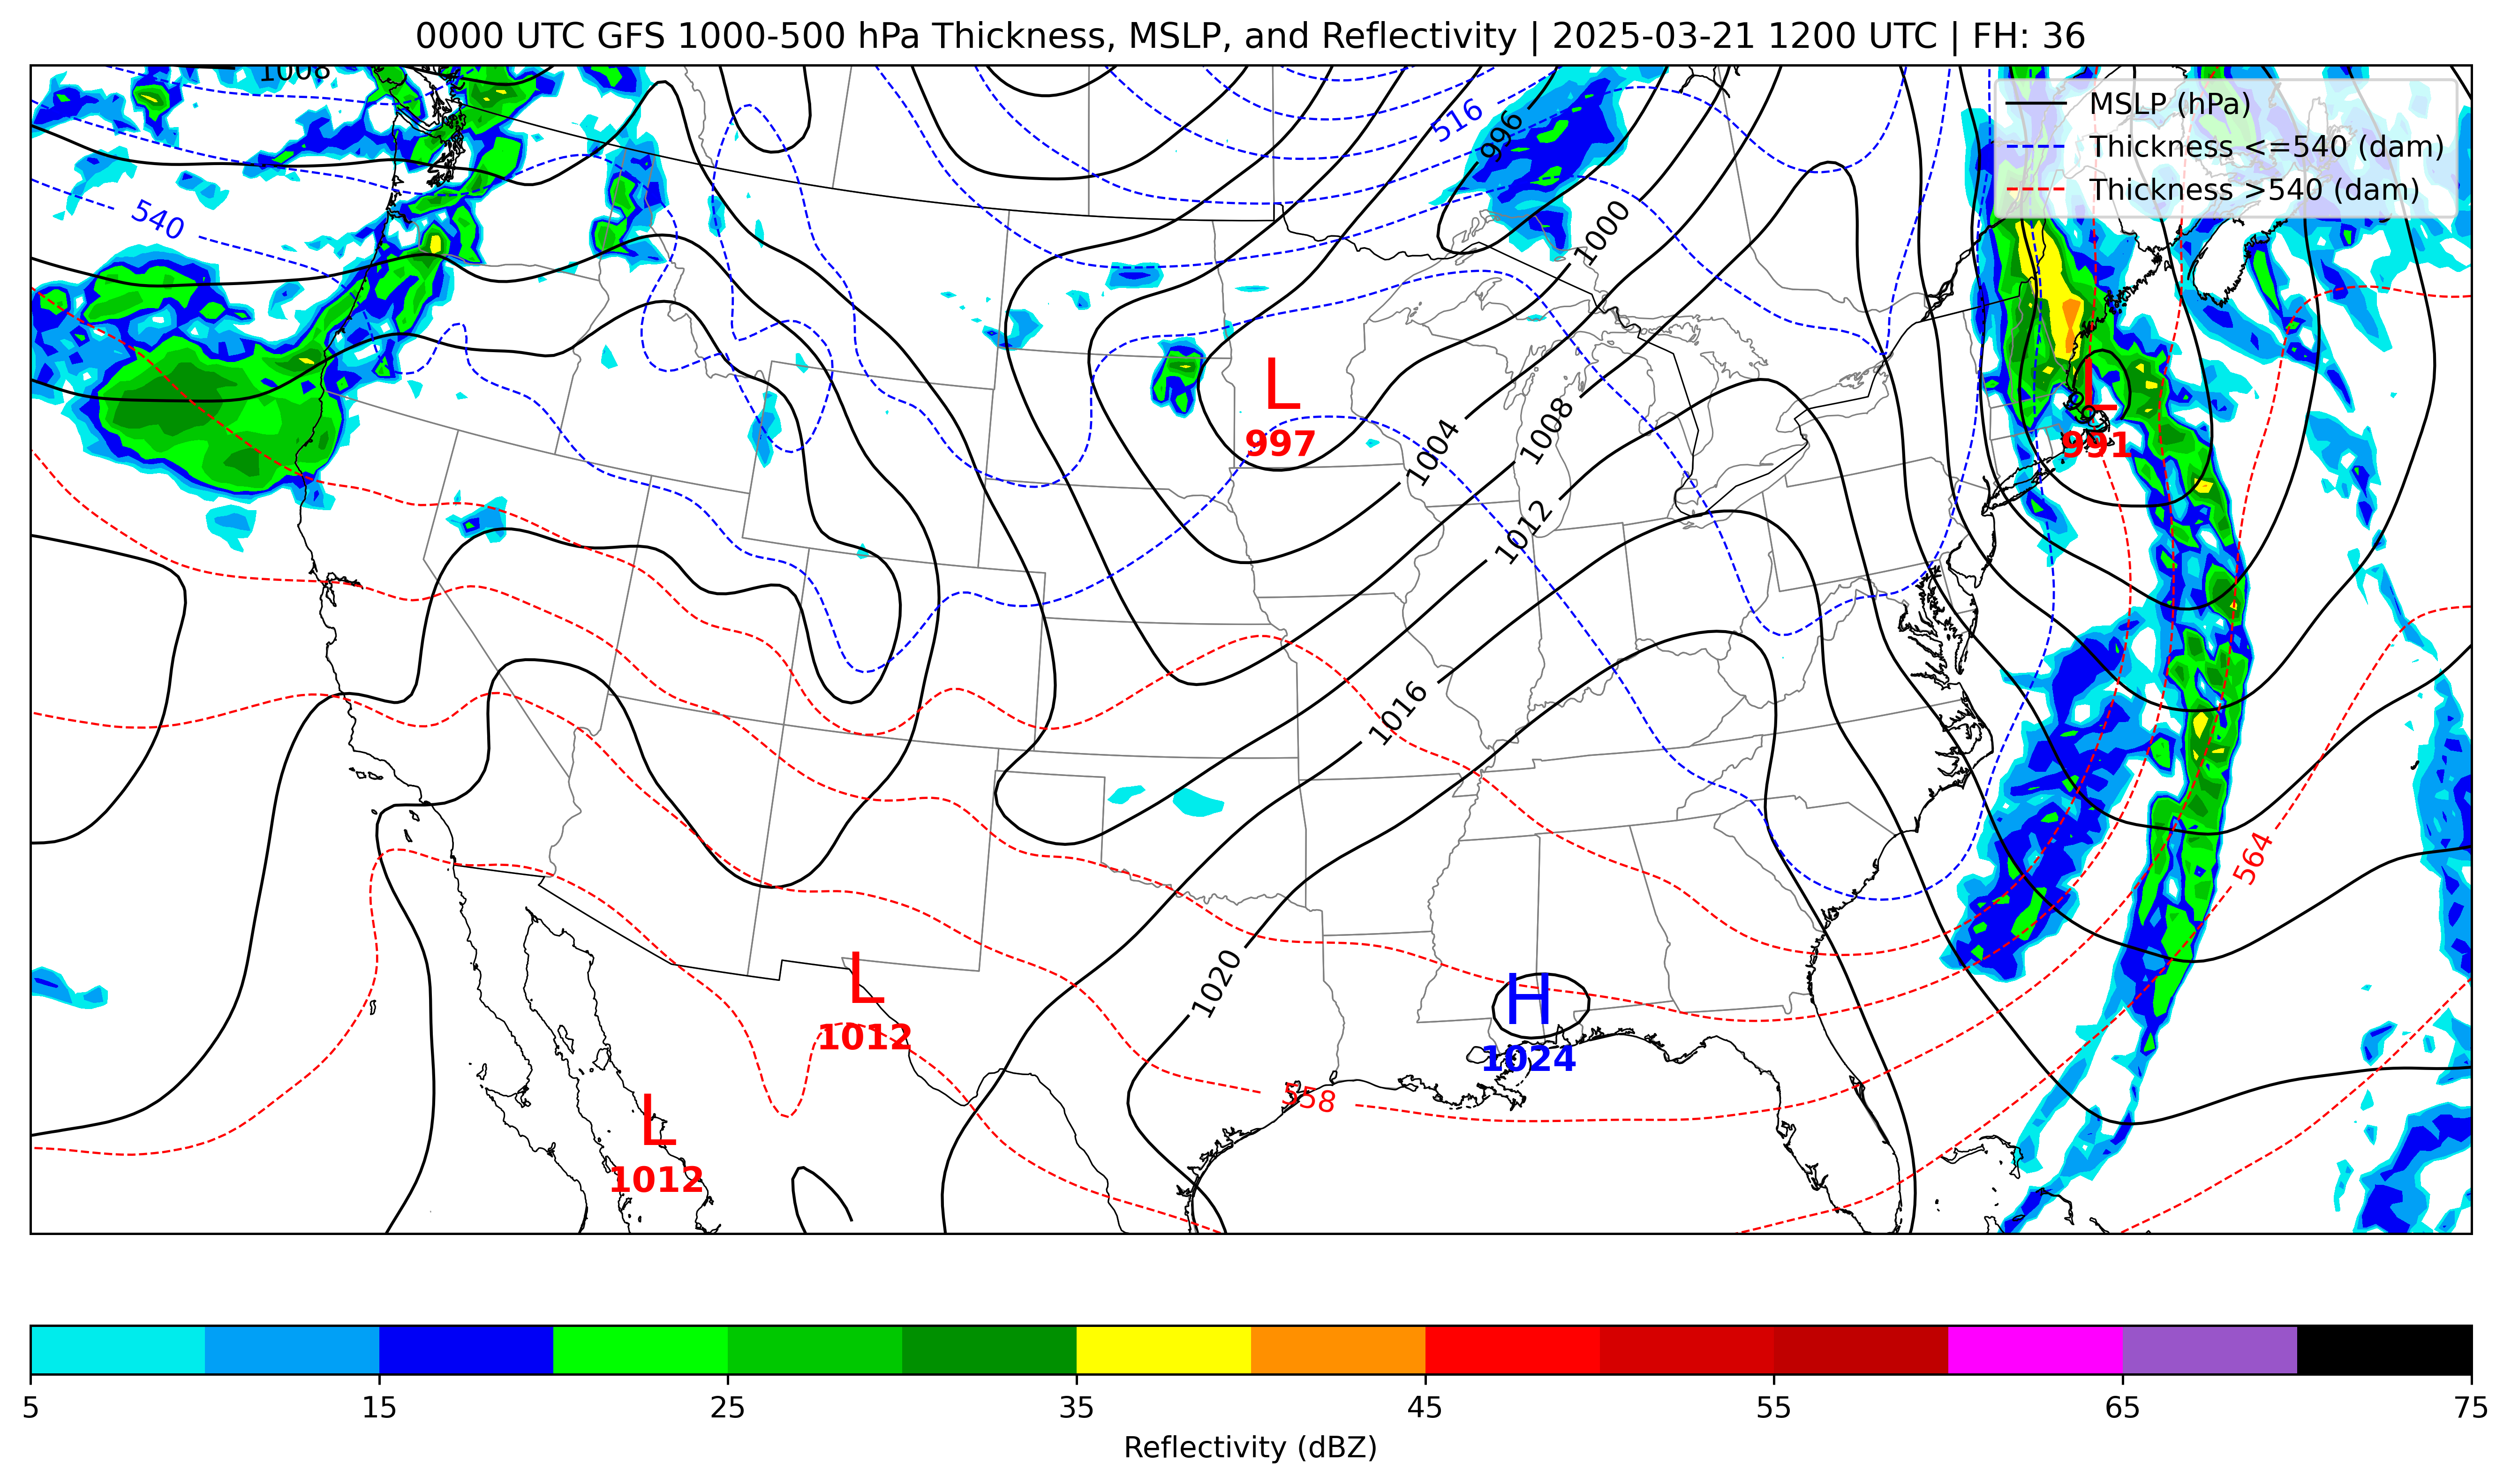 0000 UTC GFS 1000-500 hPa Thickness, MSLP, and Reflectivity | 2025-03-21 1200 UTC | FH: 36
1008
MSLP (hPa)
Thickness <=540 (dam)
Thickness >540 (dam)
516
996
540
1000
L
997
L
991
1004
1008
1012
1016
564
L
1012
1020
H
1024
558
L
1012
5
15
25
35
45
55
65
75
Reflectivity (dBZ)